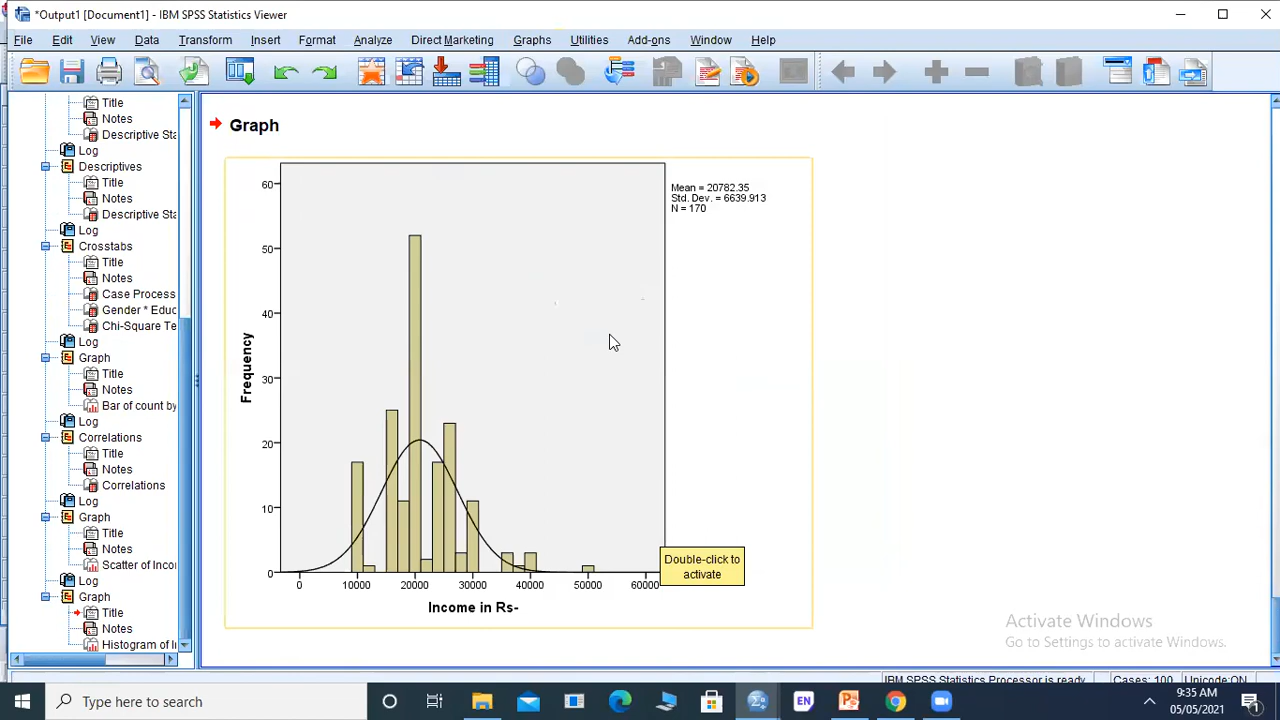 *Output1 [Document1] - IBM SPSS Statistics Viewer
File Edit View Data Transform Insert Format Analyze Direct Marketing Graphs Utilities Add-ons Window Help
Title
Notes
Descriptive Sta
Log
Descriptives
Title
Notes
Descriptive Sta
Log
Crosstabs
Title
Notes
Case Process
Gender * Educ
Chi-Square Te
Log
Graph
Title
Notes
Bar of count by
Log
Correlations
Title
Notes
Correlations
Log
Graph
Title
Notes
Scatter of Inco
Log
Graph
Title
Notes
Histogram of I
Graph
Mean = 20782.35
Std. Dev. = 6639.913
N = 170
Frequency
60
50
40
30
20
10
0
0 10000 20000 30000 40000 50000 60000
Income in Rs-
Double-click to
activate
Activate Windows
Go to Settings to activate Windows.
IBM SPSS Statistics Processor is ready Cases: 100 Unicode:ON
Type here to search
EN
9:35 AM
05/05/2021
1